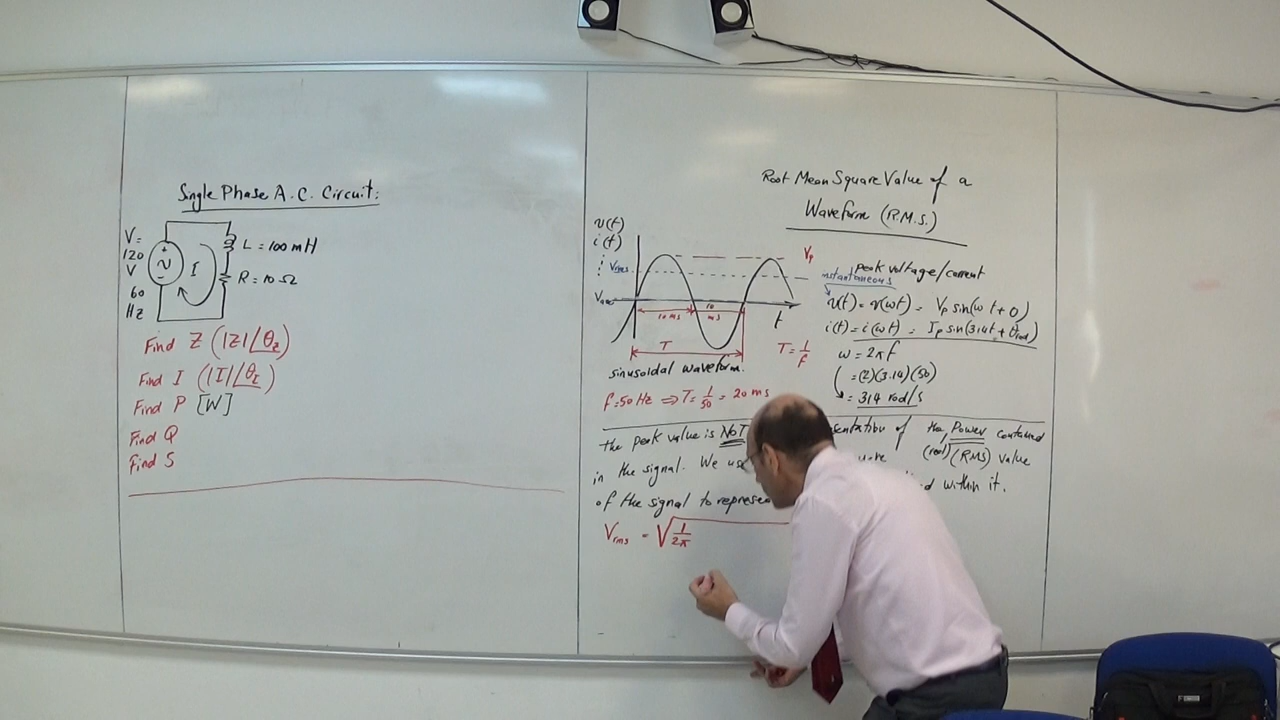 Single Phase A.C. Circuit:
V=
120
V
60
Hz
+
-
I
L = 100 mH
R = 10 Ω
Find Z (|Z|/θz)
Find I (|I|/θI)
Find P [W]
Find Q
Find S
Root Mean Square Value of a
Waveform (R.M.S.)
v(t)
i(t)
Vrms
Vave
Vp
10 ms
10 ms
t
T
T = 1/f
sinusoidal waveform.
f=50 Hz ⇒ T = 1/50 = 20 ms
peak voltage/current
instantaneous
v(t) = v(ωt) = Vp sin(ωt+0)
i(t) = i(ωt) = Ip sin(314t + θrad)
ω = 2πf
= (2)(3.14)(50)
= 314 rad/s
the peak value is NOT of the Power contained
in the signal. We use (real) (RMS) value
of the signal to within it.
Vrms = √ 1/2π